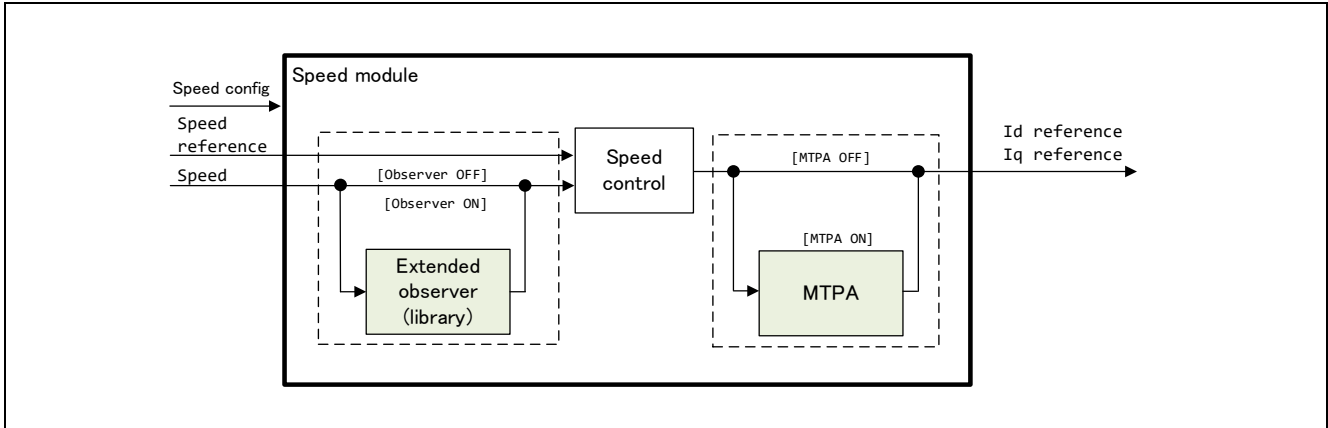 Speed module
Speed config
Speed
reference
Speed
[Observer OFF]
[Observer ON]
Extended
observer
(library)
Speed
control
[MTPA OFF]
[MTPA ON]
MTPA
Id reference
Iq reference